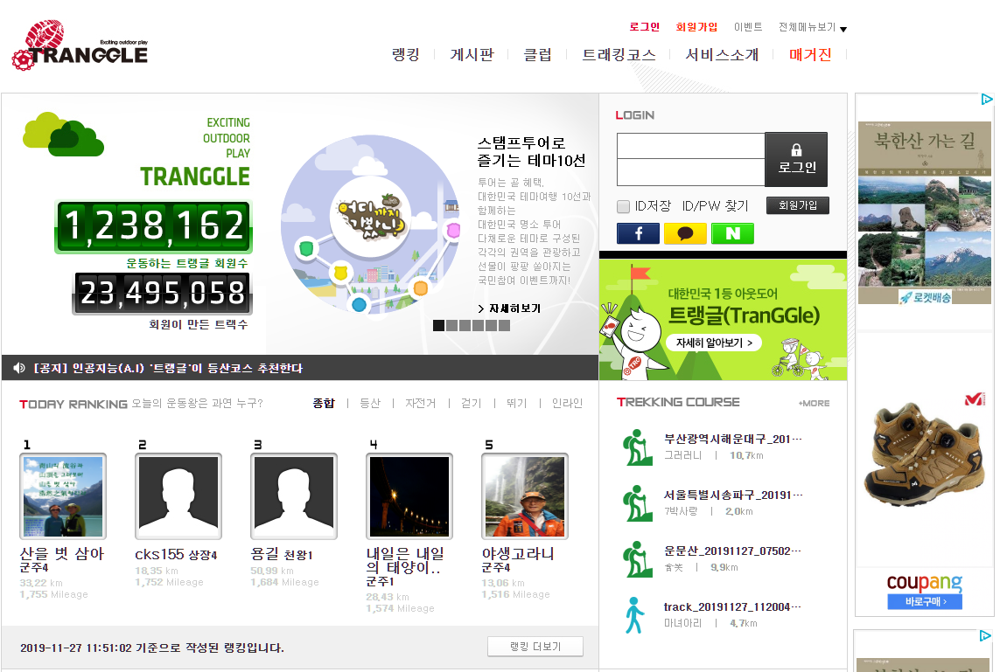 로그인 회원가입 이벤트 전체메뉴보기
Exciting outdoor play
TRANGGLE
랭킹 게시판 클럽 트래킹코스 서비스소개 매거진
EXCITING
OUTDOOR
PLAY
TRANGGLE
1,238,162
운동하는 트랭글 회원수
23,495,058
회원이 만든 트랙수
어디까지
가봤니?
스탬프투어로
즐기는 테마10선
투어는 곧 혜택,
대한민국 테마여행 10선과
함께하는
대한민국 명소 투어
다채로운 테마로 구성된
각각의 권역을 관광하고
선물이 팡팡 쏟아지는
국민참여 이벤트까지!
> 자세히보기
LOGIN
로그인
ID저장 ID/PW 찾기 회원가입
f
N
대한민국 1등 아웃도어
트랭글(TranGGle)
자세히 알아보기 >
[공지] 인공지능(A.I) '트랭글'이 등산코스 추천한다
TODAY RANKING 오늘의 운동왕은 과연 누구? 종합 | 등산 | 자전거 | 걷기 | 뛰기 | 인라인
1
산을 벗 삼아
군주4
33,22 km
1,755 Mileage
2
cks155 상장4
18,35 km
1,752 Mileage
3
용길 천왕1
50,99 km
1,684 Mileage
4
내일은 내일
의 태양이..
군주1
28,43 km
1,574 Mileage
5
야생고라니
군주4
13,06 km
1,516 Mileage
2019-11-27 11:51:02 기준으로 작성된 랭킹입니다.
랭킹 더보기
TREKKING COURSE +MORE
부산광역시해운대구_201···
그러러니 | 10,7km
서울특별시송파구_20191···
7박사랑 | 2,0km
운문산_20191127_07502···
貪笑 | 9,9km
track_20191127_112004···
마녀아리 | 4,7km
북한산 가는 길
로켓배송
coupang
바로구매 >
북한산 가는 길